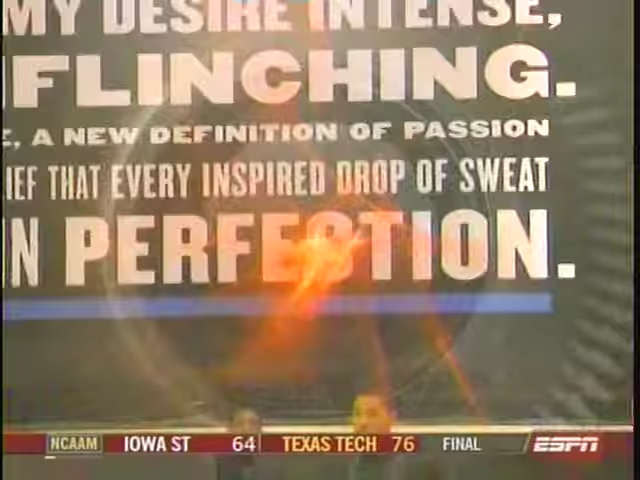 MY DESIRE INTENSE,
FLINCHING.
E, A NEW DEFINITION OF PASSION
IEF THAT EVERY INSPIRED DROP OF SWEAT
N PERFECTION.
NCAAM IOWA ST 64 TEXAS TECH 76 FINAL ESPN